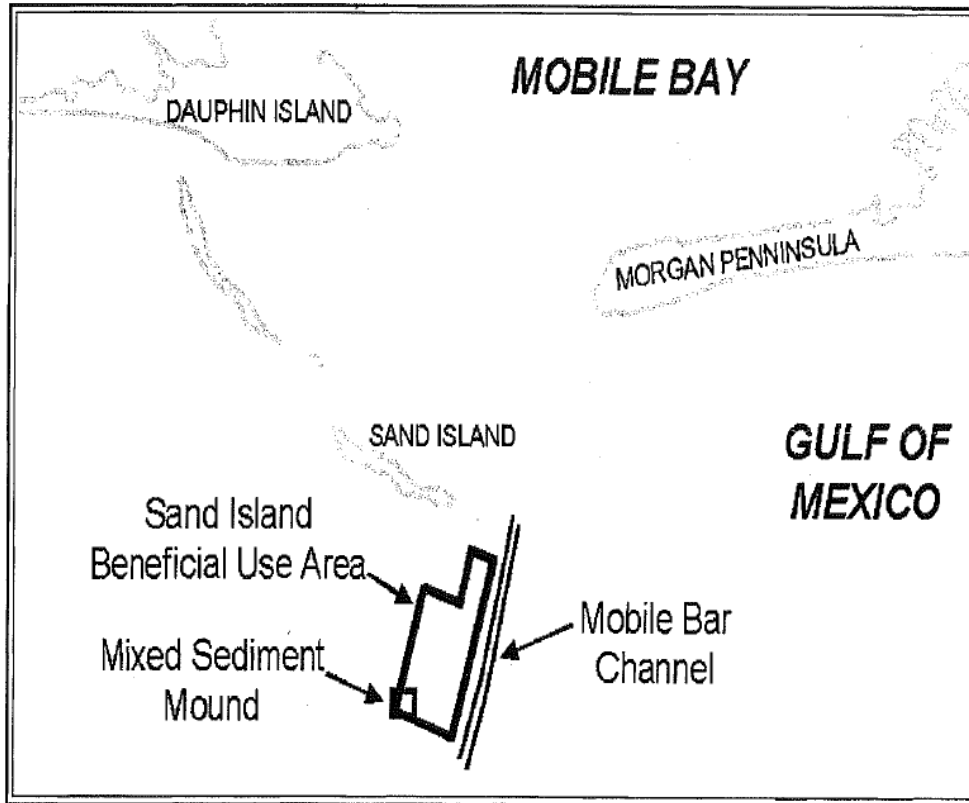 MOBILE BAY
DAUPHIN ISLAND
MORGAN PENNINSULA
SAND ISLAND
GULF OF
MEXICO
Sand Island
Beneficial Use Area
Mobile Bar
Channel
Mixed Sediment
Mound